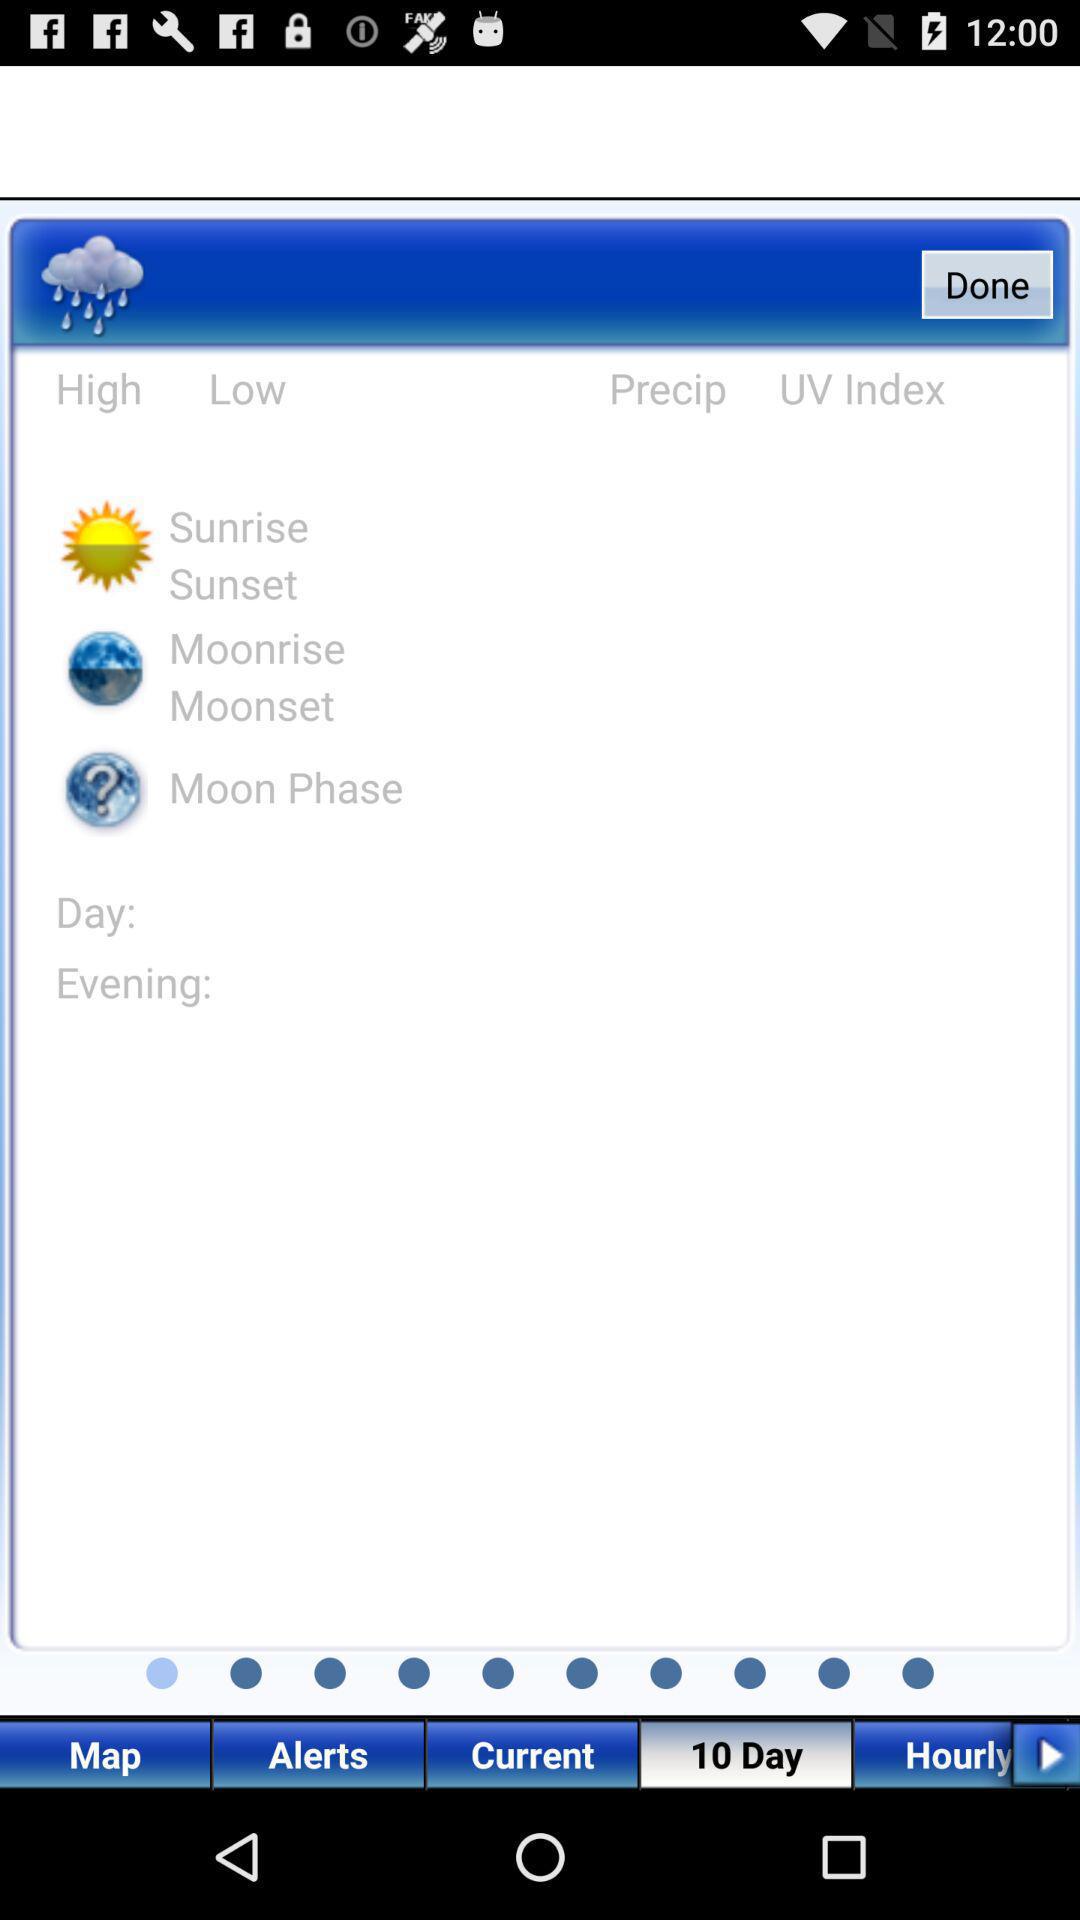 FAKE 12:00
Done
High Low Precip UV Index
Sunrise
Sunset
Moonrise
Moonset
? Moon Phase
Day:
Evening:
Map Alerts Current 10 Day Hourly